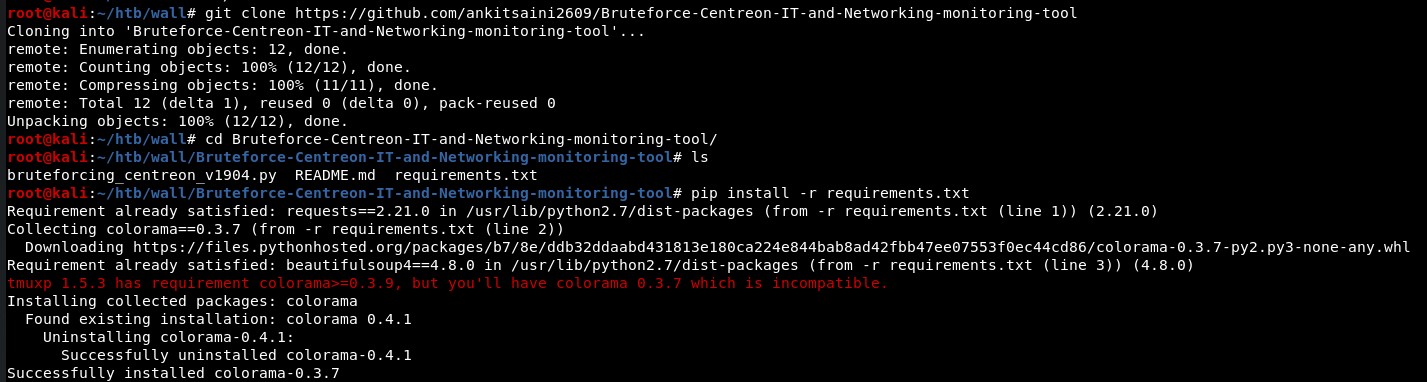 root@kali:~/htb/wall# git clone https://github.com/ankitsaini2609/Bruteforce-Centreon-IT-and-Networking-monitoring-tool
Cloning into 'Bruteforce-Centreon-IT-and-Networking-monitoring-tool'...
remote: Enumerating objects: 12, done.
remote: Counting objects: 100% (12/12), done.
remote: Compressing objects: 100% (11/11), done.
remote: Total 12 (delta 1), reused 0 (delta 0), pack-reused 0
Unpacking objects: 100% (12/12), done.
root@kali:~/htb/wall# cd Bruteforce-Centreon-IT-and-Networking-monitoring-tool/
root@kali:~/htb/wall/Bruteforce-Centreon-IT-and-Networking-monitoring-tool# ls
bruteforcing_centreon_v1904.py  README.md  requirements.txt
root@kali:~/htb/wall/Bruteforce-Centreon-IT-and-Networking-monitoring-tool# pip install -r requirements.txt
Requirement already satisfied: requests==2.21.0 in /usr/lib/python2.7/dist-packages (from -r requirements.txt (line 1)) (2.21.0)
Collecting colorama==0.3.7 (from -r requirements.txt (line 2))
  Downloading https://files.pythonhosted.org/packages/b7/8e/ddb32ddaabd431813e180ca224e844bab8ad42fbb47ee07553f0ec44cd86/colorama-0.3.7-py2.py3-none-any.whl
Requirement already satisfied: beautifulsoup4==4.8.0 in /usr/lib/python2.7/dist-packages (from -r requirements.txt (line 3)) (4.8.0)
tmuxp 1.5.3 has requirement colorama>=0.3.9, but you'll have colorama 0.3.7 which is incompatible.
Installing collected packages: colorama
  Found existing installation: colorama 0.4.1
    Uninstalling colorama-0.4.1:
      Successfully uninstalled colorama-0.4.1
Successfully installed colorama-0.3.7